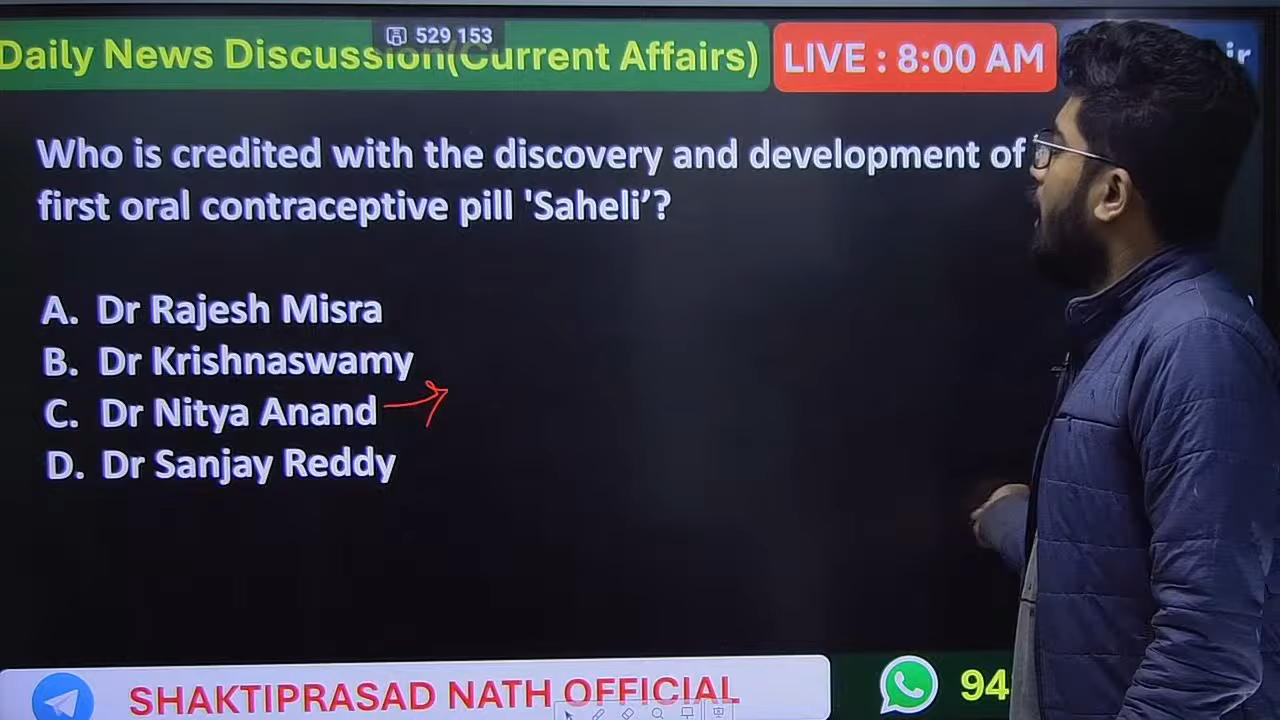 529 153
Daily News Discussion(Current Affairs)
LIVE : 8:00 AM
ir
Who is credited with the discovery and development of
first oral contraceptive pill 'Saheli’?
A. Dr Rajesh Misra
B. Dr Krishnaswamy
C. Dr Nitya Anand
D. Dr Sanjay Reddy
SHAKTIPRASAD NATH OFFICIAL
94